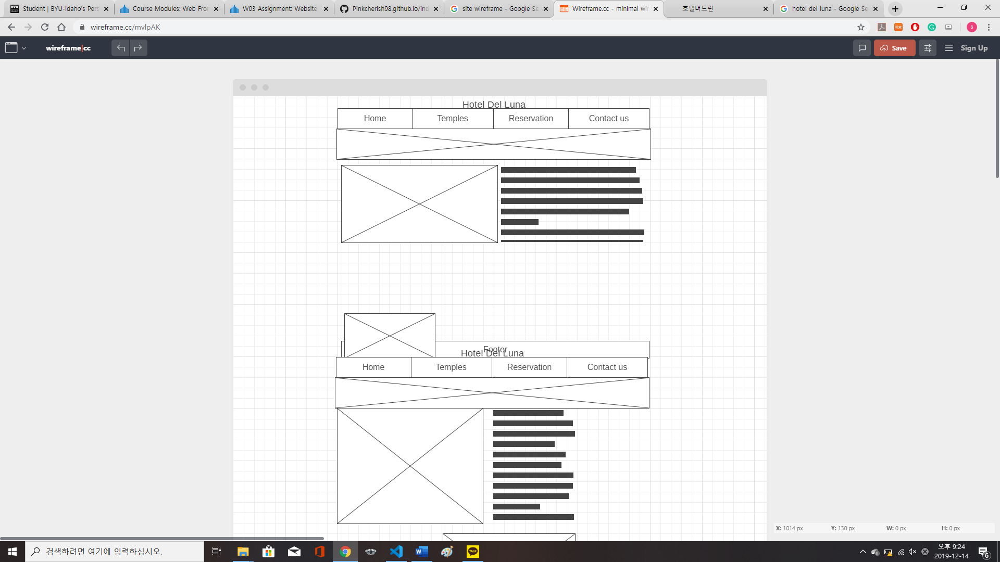 Student | BYU-Idaho's Pers
Course Modules: Web Fron
W03 Assignment: Website
Pinkcherish98.github.io/ind
site wireframe - Google Se
Wireframe.cc - minimal wir
호텔머드린
hotel del luna - Google Se
wireframe.cc/mvlpAK
wireframe|cc
Save
Sign Up
Hotel Del Luna
Home Temples Reservation Contact us
Footer
Hotel Del Luna
Home Temples Reservation Contact us
X: 1014 px Y: 130 px W: 0 px H: 0 px
검색하려면 여기에 입력하십시오.
TALK
오후 9:24
2019-12-14
6